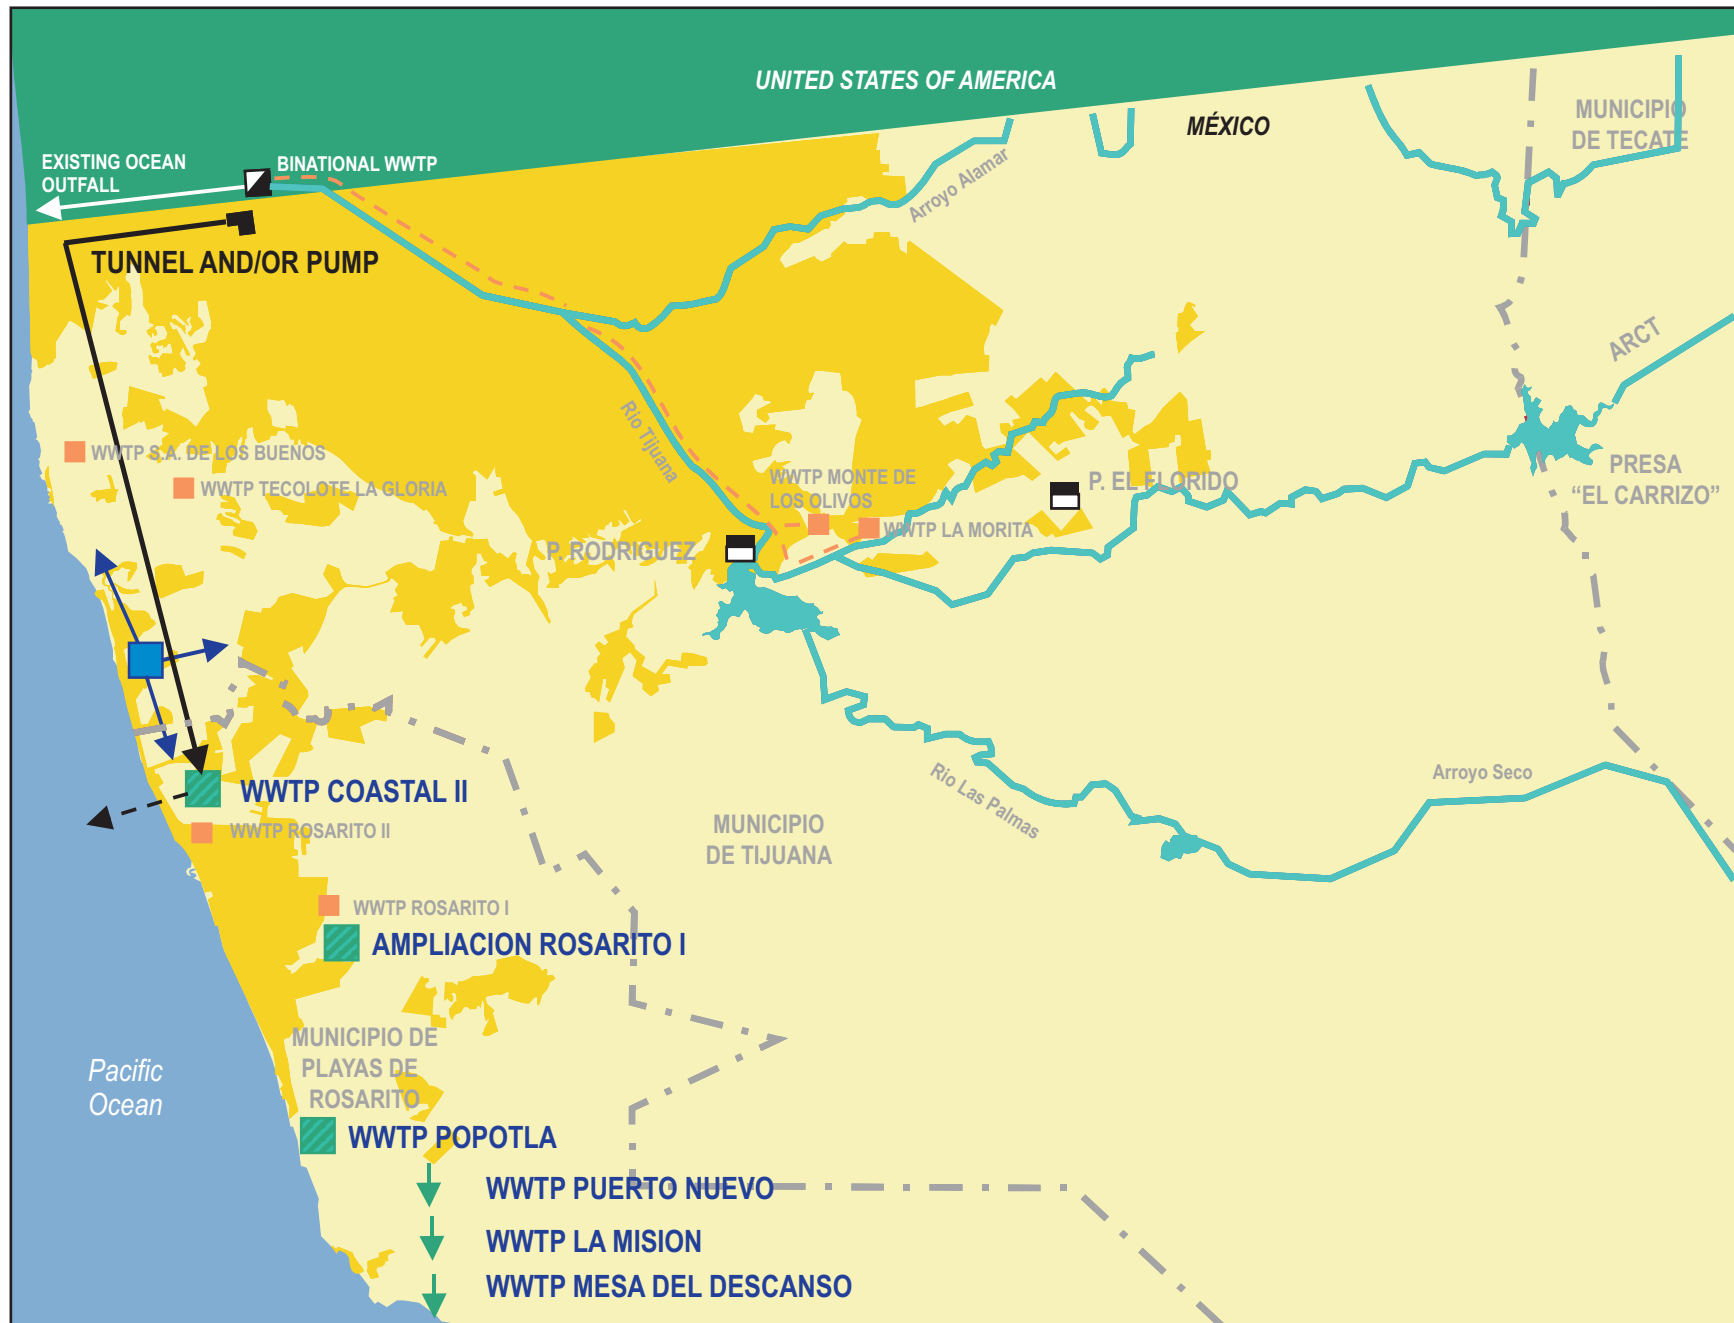 UNITED STATES OF AMERICA
MÉXICO
MUNICIPIO
DE TECATE
EXISTING OCEAN
OUTFALL
BINATIONAL WWTP
Arroyo Alamar
TUNNEL AND/OR PUMP
ARCT
Rio Tijuana
WWTP S.A. DE LOS BUENOS
WWTP TECOLOTE LA GLORIA
WWTP MONTE DE
LOS OLIVOS
P. EL FLORIDO
PRESA
“EL CARRIZO”
WWTP LA MORITA
P. RODRIGUEZ
WWTP COASTAL II
Rio Las Palmas
Arroyo Seco
WWTP ROSARITO II
MUNICIPIO
DE TIJUANA
WWTP ROSARITO I
AMPLIACION ROSARITO I
MUNICIPIO DE
PLAYAS DE
ROSARITO
Pacific
Ocean
WWTP POPOTLA
WWTP PUERTO NUEVO
WWTP LA MISION
WWTP MESA DEL DESCANSO